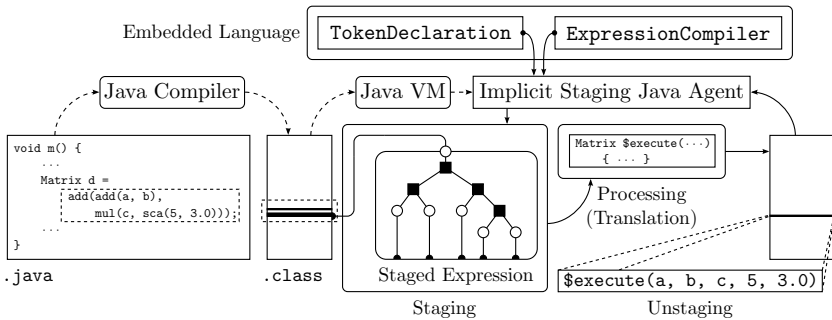 Embedded Language
TokenDeclaration
ExpressionCompiler
Java Compiler
Java VM
Implicit Staging Java Agent
void m() {
...
Matrix d =
add(add(a, b),
mul(c, sca(5, 3.0)));
...
}
.java
.class
Staged Expression
Staging
Matrix $execute(···)
{ ... }
Processing
(Translation)
$execute(a, b, c, 5, 3.0)
Unstaging